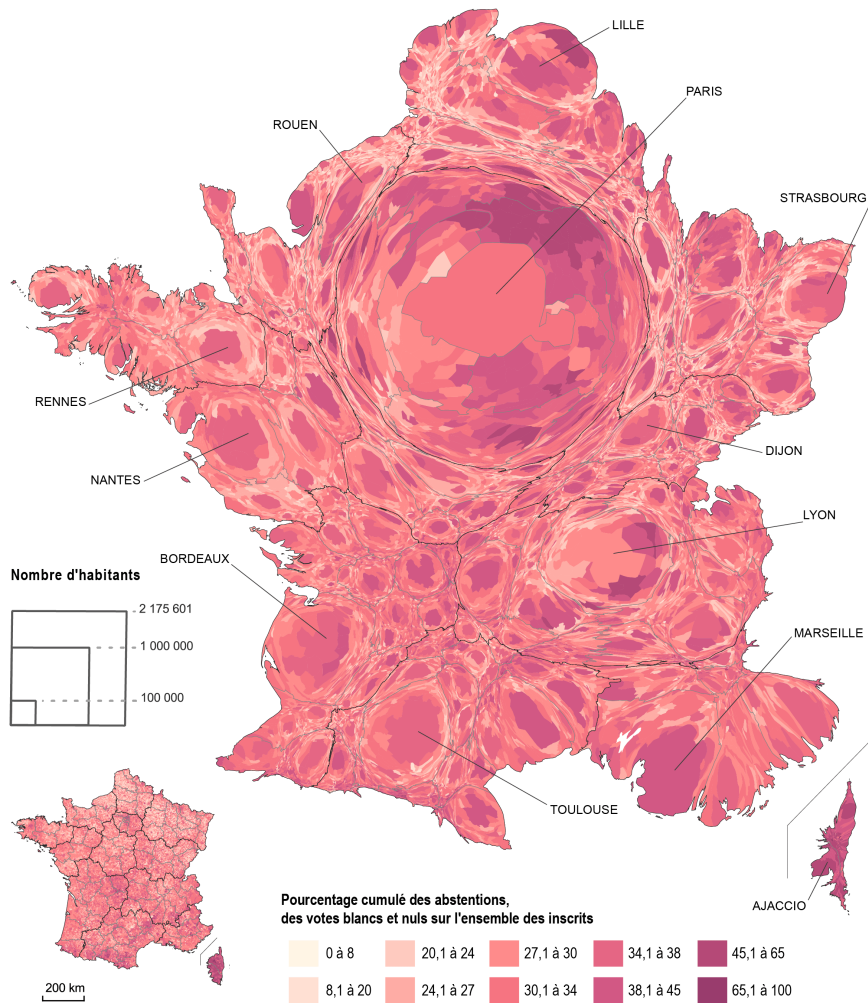 LILLE
PARIS
ROUEN
STRASBOURG
RENNES
NANTES
DIJON
LYON
BORDEAUX
MARSEILLE
TOULOUSE
AJACCIO
Nombre d'habitants
2 175 601
1 000 000
100 000
200 km
Pourcentage cumulé des abstentions,
des votes blancs et nuls sur l'ensemble des inscrits
0 à 8
20,1 à 24
27,1 à 30
34,1 à 38
45,1 à 65
8,1 à 20
24,1 à 27
30,1 à 34
38,1 à 45
65,1 à 100